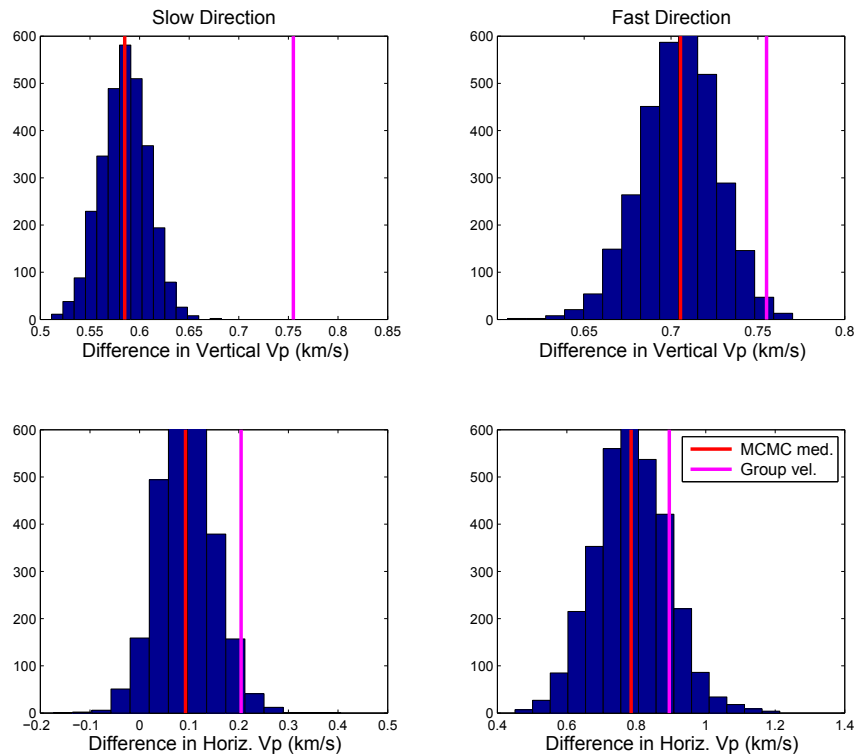 Slow Direction
600
500
400
300
200
100
0
0.5 0.55 0.6 0.65 0.7 0.75 0.8 0.85
Difference in Vertical Vp (km/s)
Fast Direction
600
500
400
300
200
100
0
0.65 0.7 0.75 0.8
Difference in Vertical Vp (km/s)
600
500
400
300
200
100
0
−0.2 −0.1 0 0.1 0.2 0.3 0.4 0.5
Difference in Horiz. Vp (km/s)
MCMC med.
Group vel.
600
500
400
300
200
100
0
0.4 0.6 0.8 1 1.2 1.4
Difference in Horiz. Vp (km/s)